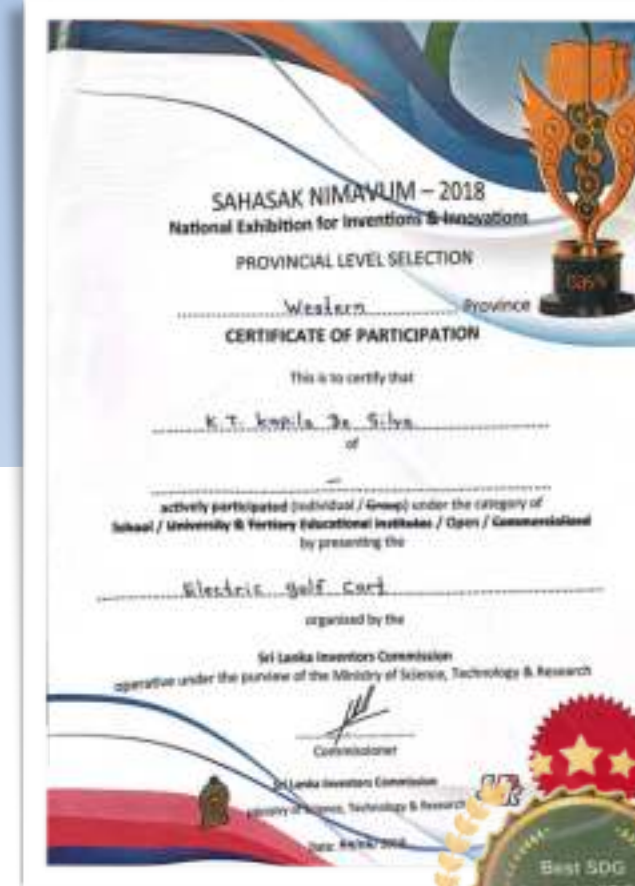 SAHASAK NIMAVUM – 2018
National Exhibition for Inventions & Innovations
PROVINCIAL LEVEL SELECTION
Western Province
CERTIFICATE OF PARTICIPATION
This is to certify that
K. T. Kapila De Silva
of
actively participated (Individual / Group) under the category of
School / University & Tertiary Educational Institutes / Open / Commercialized
by presenting the
Electric golf Cart
organized by the
Sri Lanka Inventors Commission
operative under the purview of the Ministry of Science, Technology & Research
Commissioner
Sri Lanka Inventors Commission
Ministry of Science, Technology & Research
Date:
Best SDG